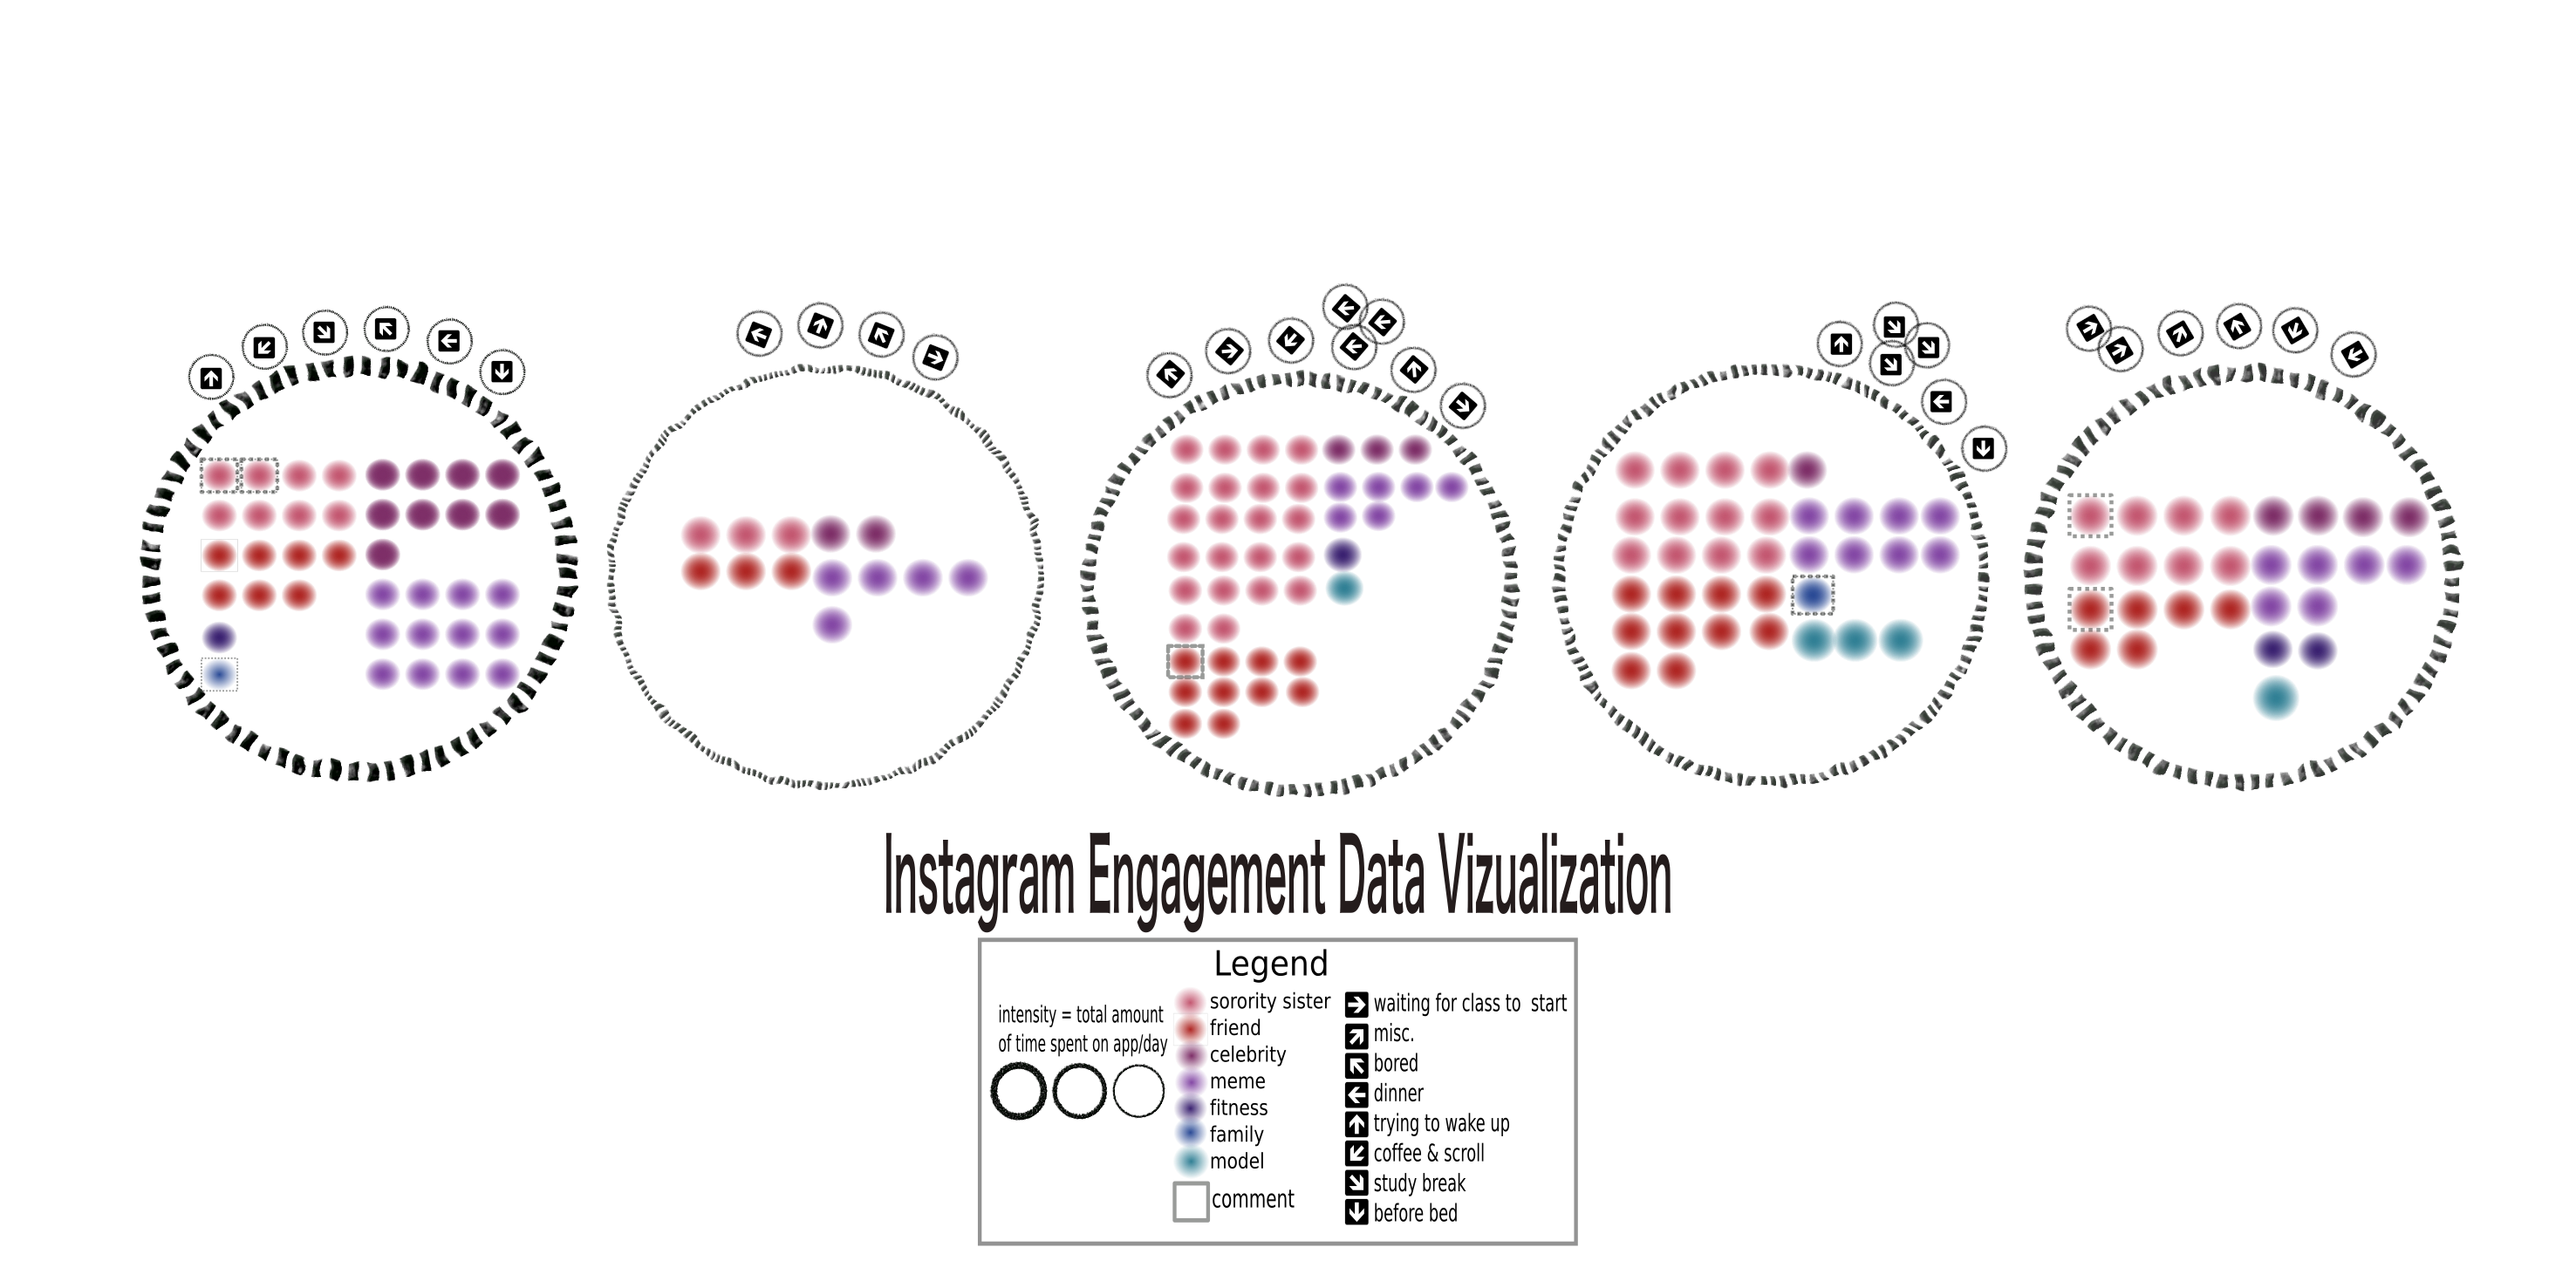 Instagram Engagement Data Vizualization
Legend
intensity = total amount
of time spent on app/day
sorority sister
friend
celebrity
meme
fitness
family
model
comment
waiting for class to start
misc.
bored
dinner
trying to wake up
coffee & scroll
study break
before bed